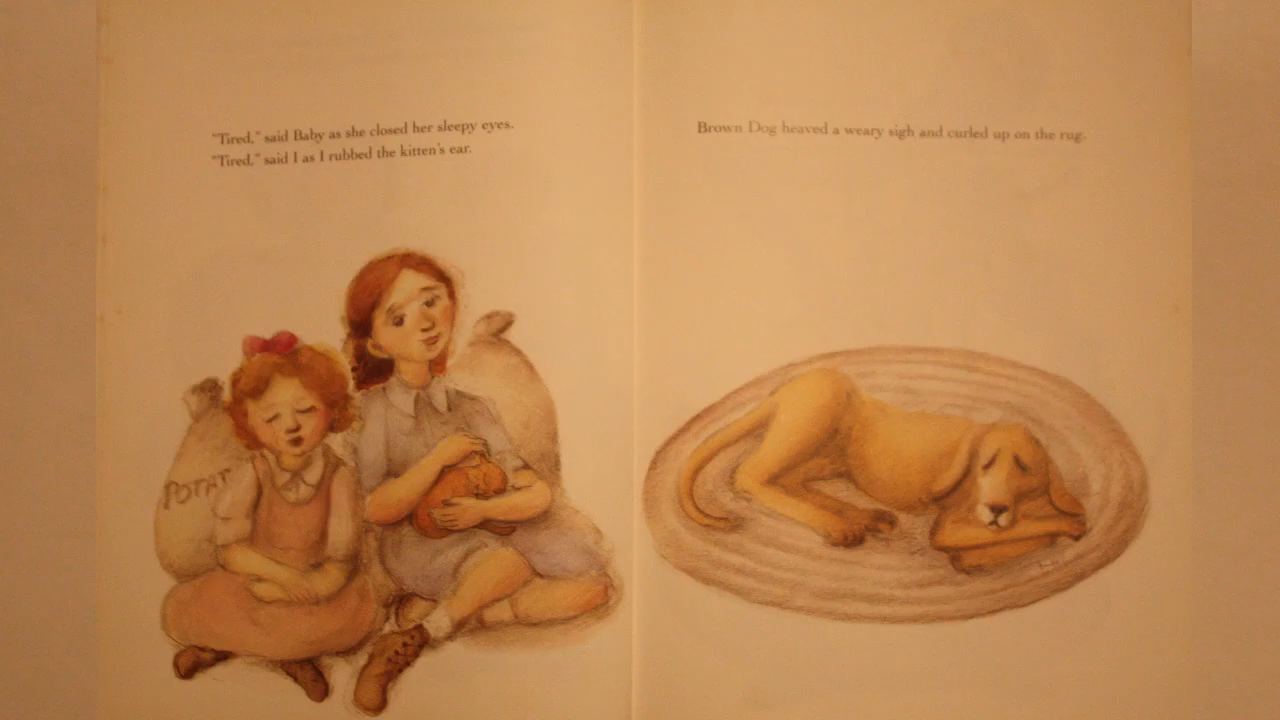 "Tired," said Baby as she closed her sleepy eyes.
"Tired," said I as I rubbed the kitten's ear.
Brown Dog heaved a weary sigh and curled up on the rug.
POTAT